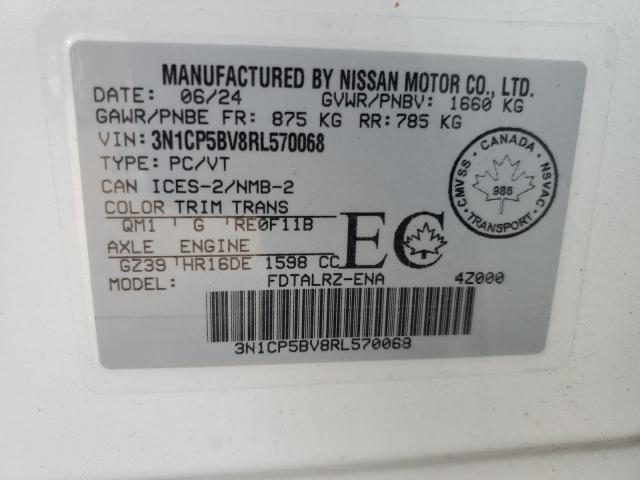 MANUFACTURED BY NISSAN MOTOR CO., LTD.
DATE: 06/24 GVWR/PNBV: 1660 KG
GAWR/PNBE FR: 875 KG RR: 785 KG
VIN: 3N1CP5BV8RL570068
TYPE: PC/VT
CAN ICES-2/NMB-2
COLOR TRIM TRANS
QM1 G RE0F11B
AXLE ENGINE
GZ39 HR16DE 1598 CC
MODEL: FDTALRZ-ENA 4Z000
EC
CANADA
CMVSS NSVAC
986
TRANSPORT
3N1CP5BV8RL570068